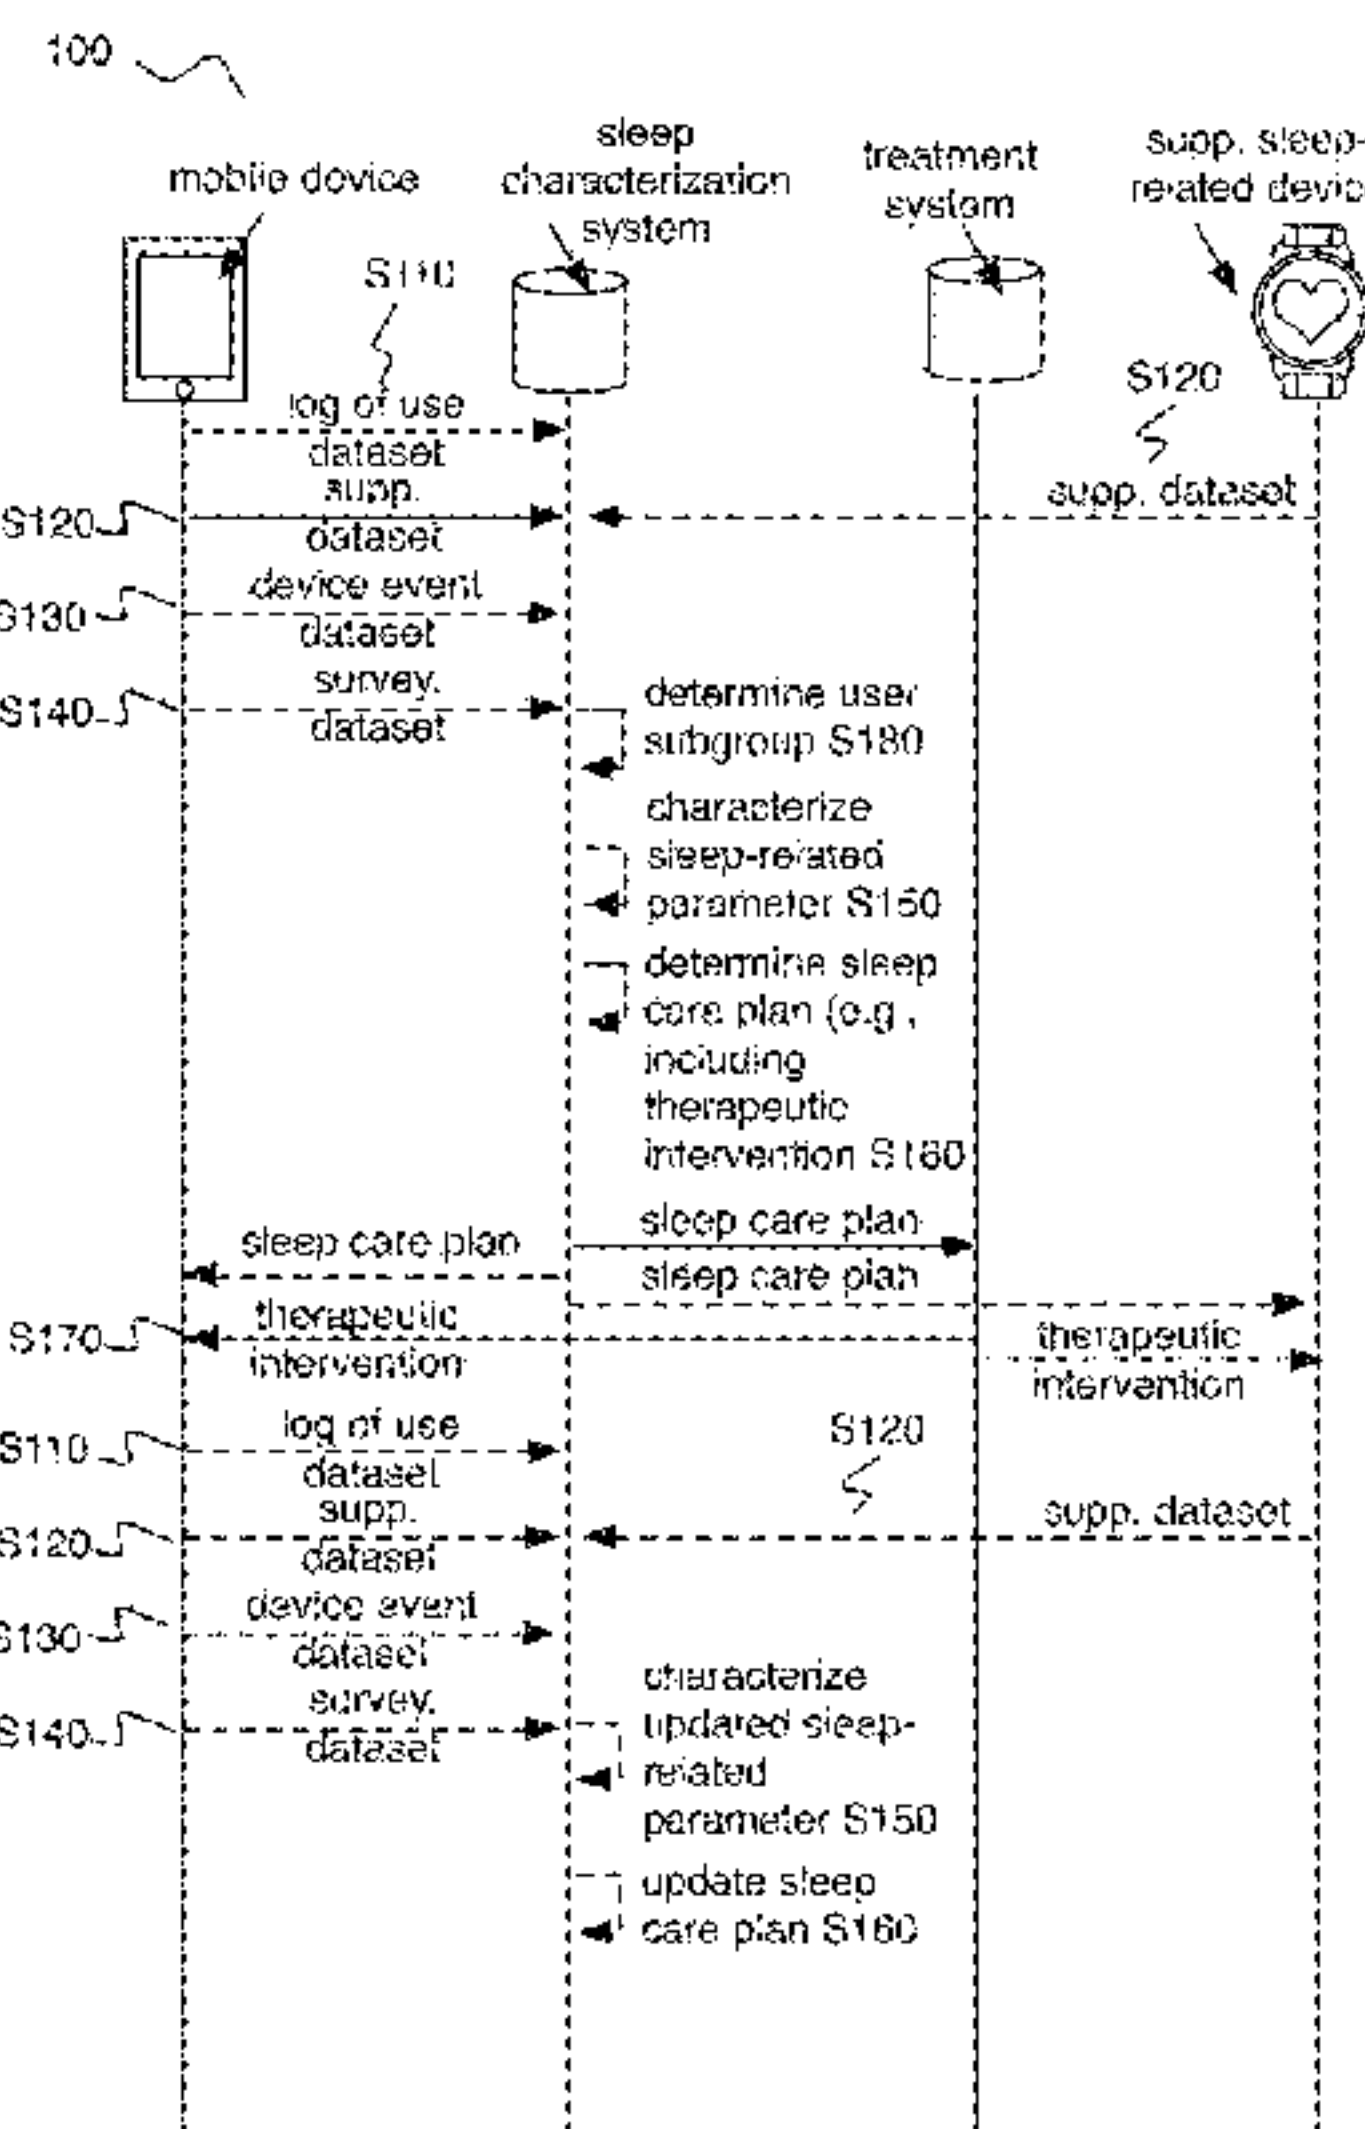 100
mobile device
sleep
characterization
system
treatment
system
supp. sleep-
related devic
S110
log of use
dataset
S120
supp. dataset
S120
supp.
dataset
S130
device event
dataset
S140
survey.
dataset
determine user
subgroup S180
characterize
sleep-related
parameter S150
determine sleep
care plan (e.g.,
including
therapeutic
intervention S160
sleep care plan
sleep care plan
sleep care plan
S170
therapeutic
intervention
therapeutic
intervention
S110
log of use
dataset
S120
supp. dataset
S120
supp.
dataset
S130
device event
dataset
S140
survey.
dataset
characterize
updated sleep-
related
parameter S150
update sleep
care plan S160